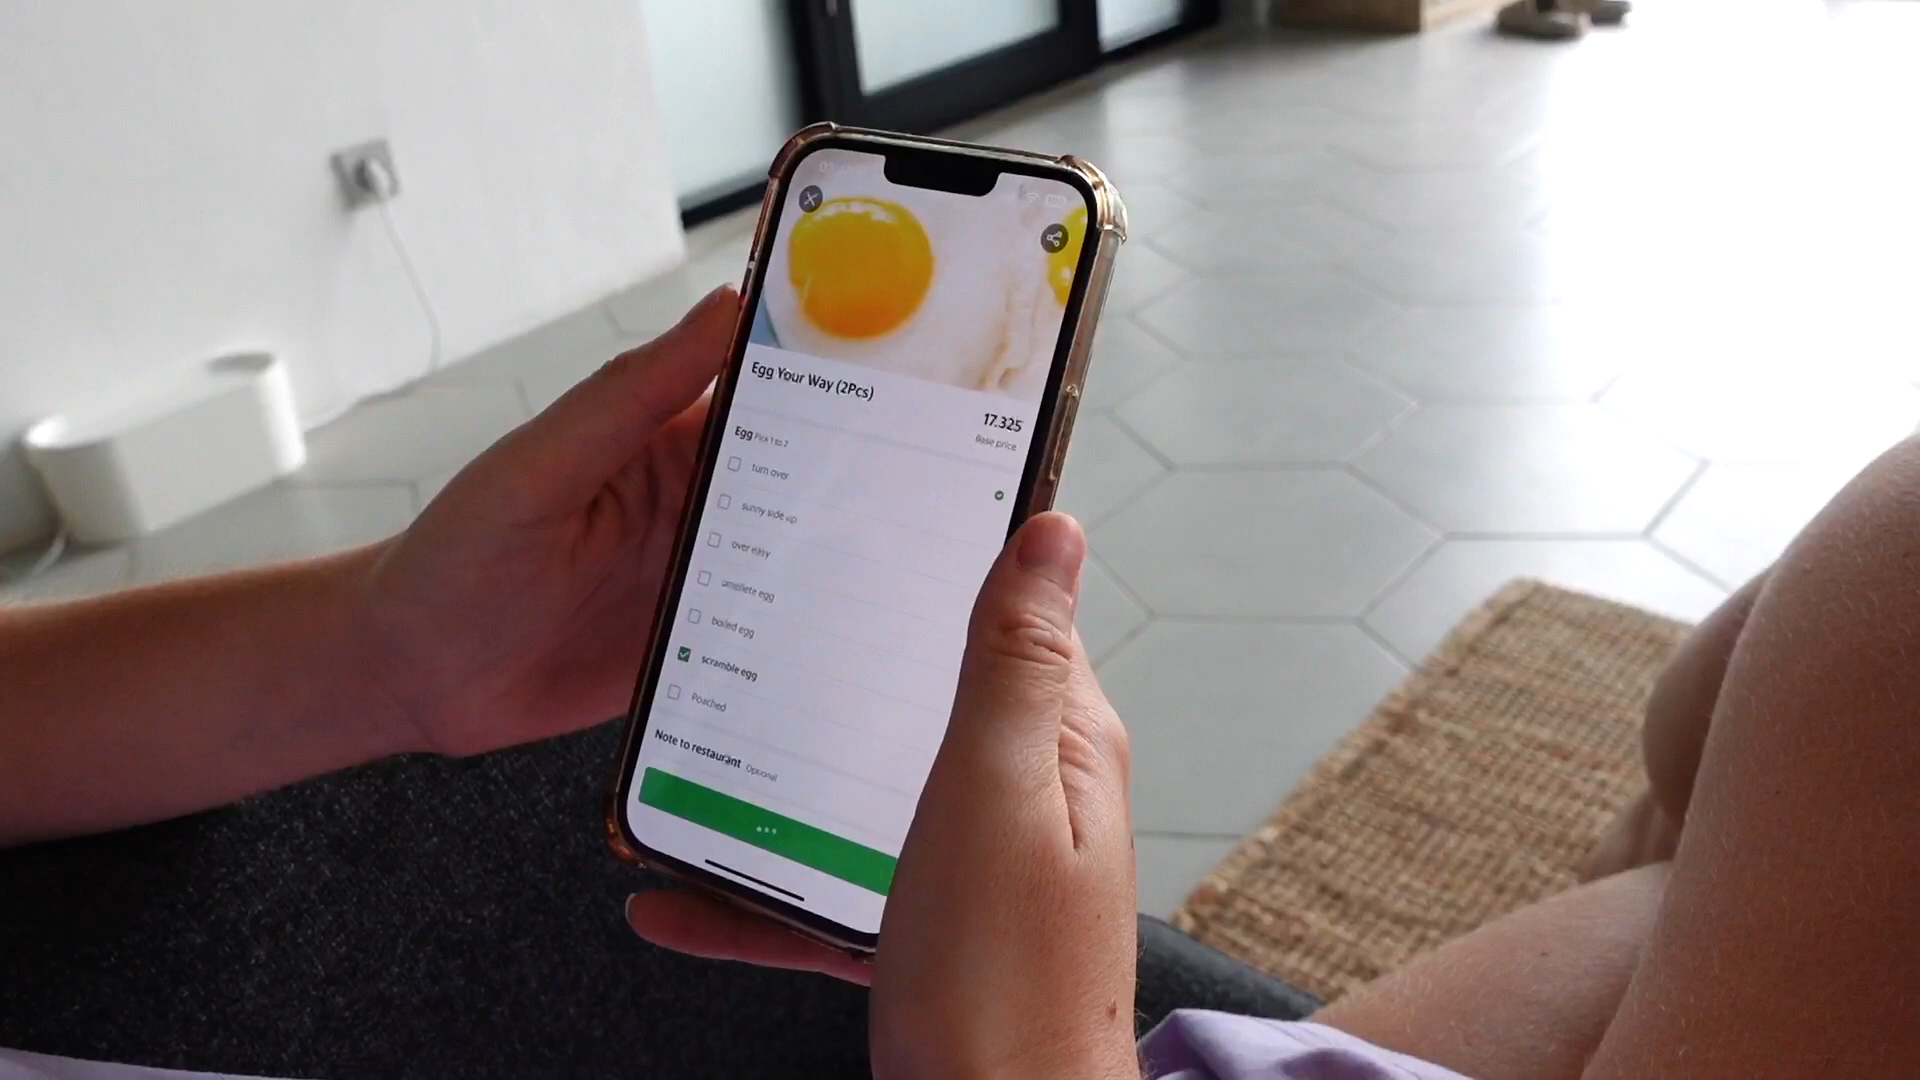 Egg Your Way (2Pcs)
17.325
Base price
Egg Pick 1 to 2
turn over
sunny side up
over easy
omellete egg
boiled egg
scramble egg
Poached
Note to restaurant Optional